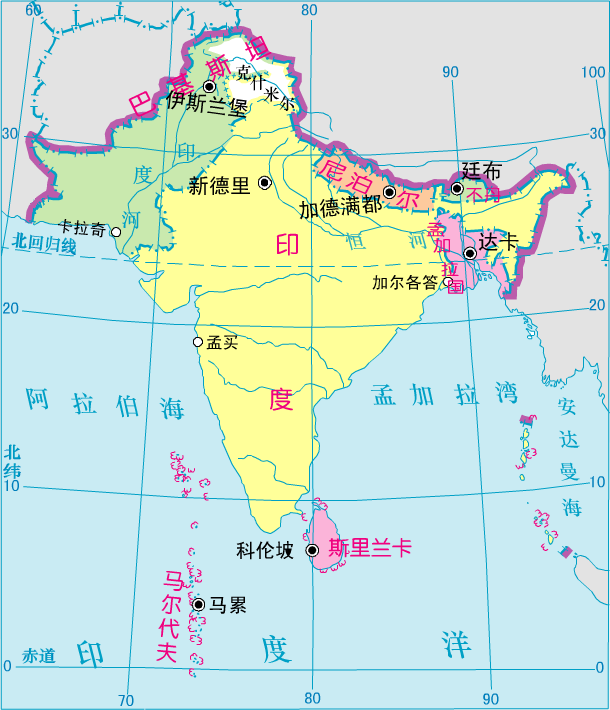 60
80
90
100
巴基斯坦
克什米尔
伊斯兰堡
30
30
印度河
新德里
尼泊尔
加德满都
廷布
不丹
卡拉奇
北回归线
恒河
孟加拉国
达卡
加尔各答
印度
20
20
孟买
阿拉伯海
孟加拉湾
安达曼海
北纬
10
10
科伦坡
斯里兰卡
马尔代夫
马累
赤道
印度洋
0
0
70
80
90